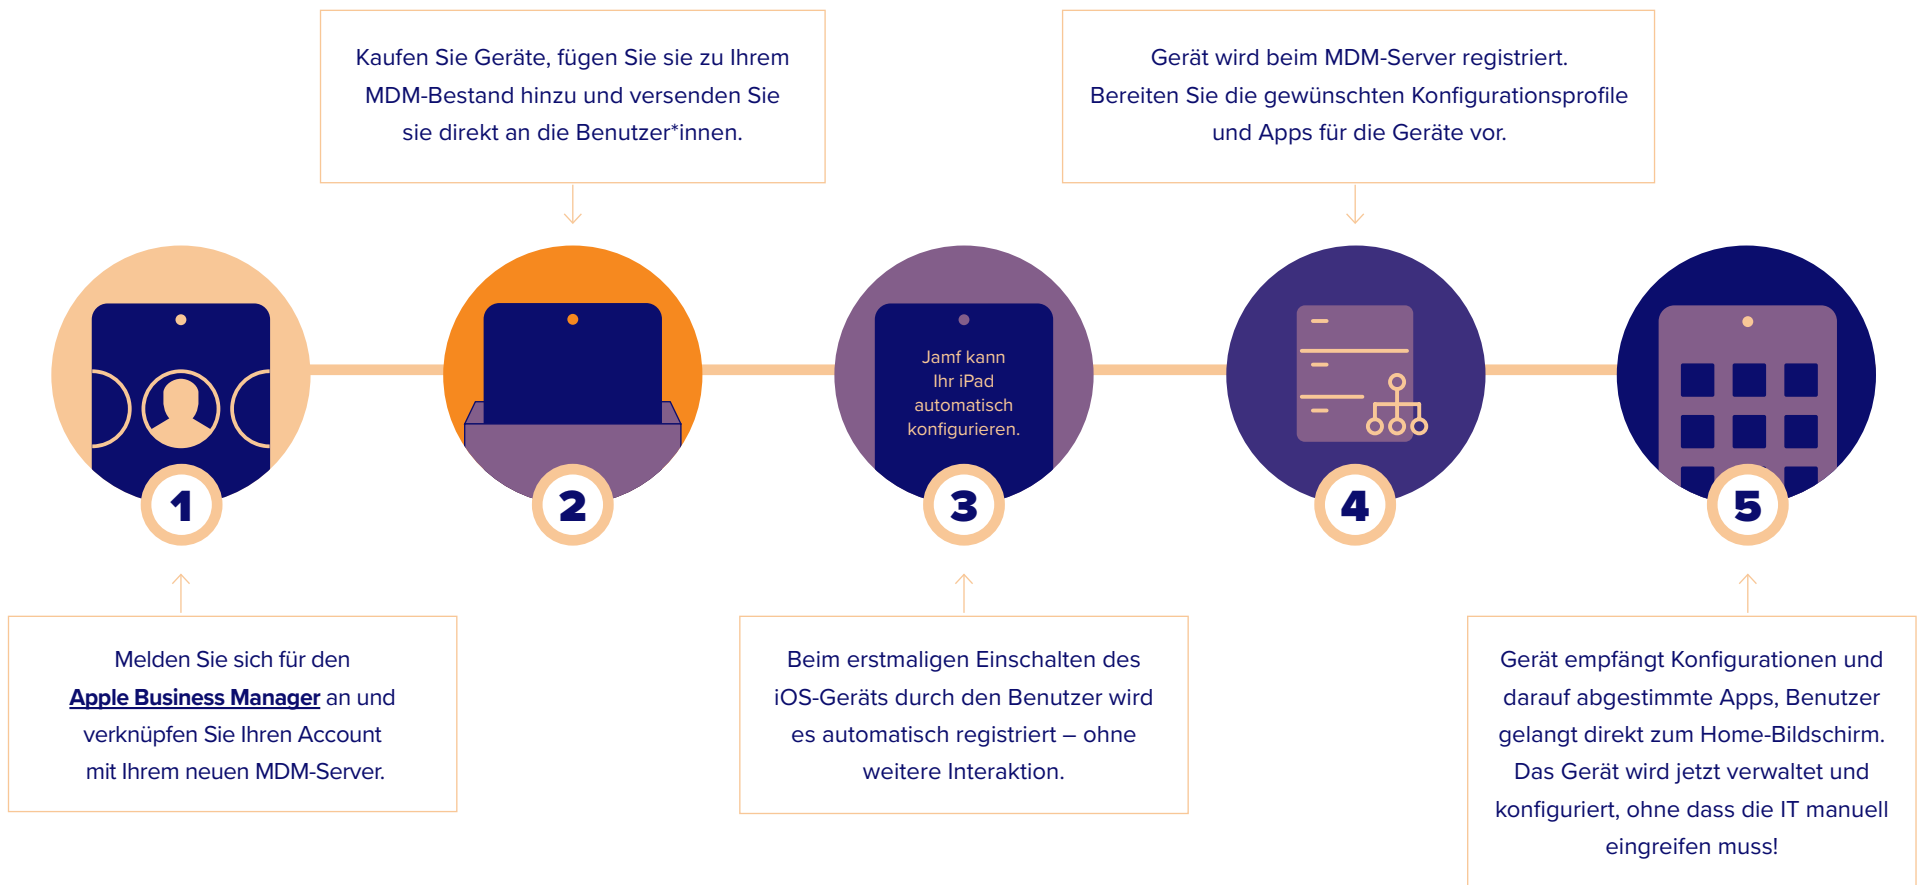 Kaufen Sie Geräte, fügen Sie sie zu Ihrem
MDM-Bestand hinzu und versenden Sie
sie direkt an die Benutzer*innen.
Gerät wird beim MDM-Server registriert.
Bereiten Sie die gewünschten Konfigurationsprofile
und Apps für die Geräte vor.
Jamf kann
Ihr iPad
automatisch
konfigurieren.
1
2
3
4
5
Melden Sie sich für den
Apple Business Manager an und
verknüpfen Sie Ihren Account
mit Ihrem neuen MDM-Server.
Beim erstmaligen Einschalten des
iOS-Geräts durch den Benutzer wird
es automatisch registriert – ohne
weitere Interaktion.
Gerät empfängt Konfigurationen und
darauf abgestimmte Apps, Benutzer
gelangt direkt zum Home-Bildschirm.
Das Gerät wird jetzt verwaltet und
konfiguriert, ohne dass die IT manuell
eingreifen muss!